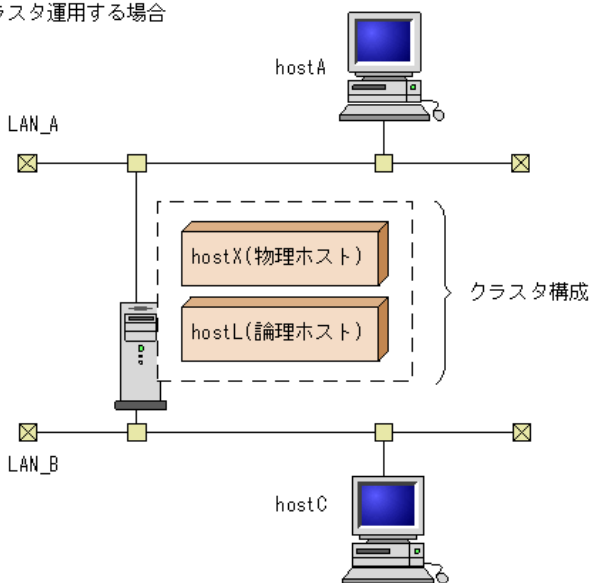 ラスタ運用する場合
hostA
LAN_A
hostX(物理ホスト)
クラスタ構成
hostL(論理ホスト)
LAN_B
hostC